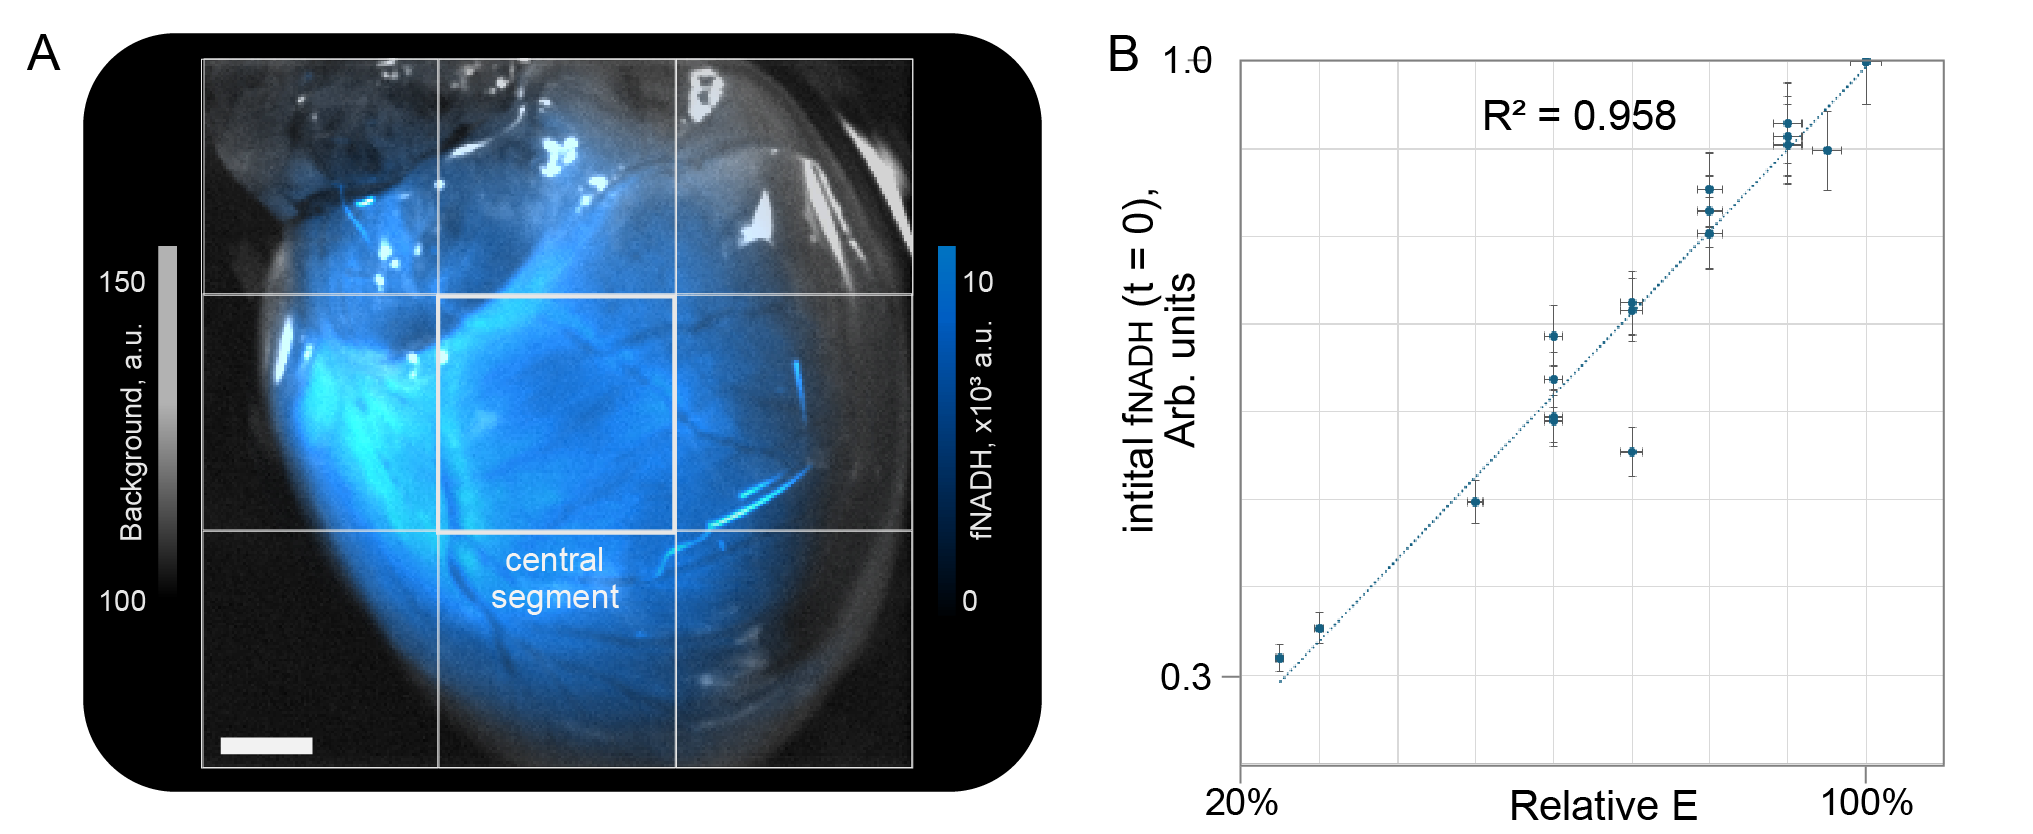 A
150
Background, a.u.
100
central
segment
10
fNADH, x10³ a.u.
0
B
1.0
R² = 0.958
intital fNADH (t = 0),
Arb. units
0.3
20%
Relative E
100%